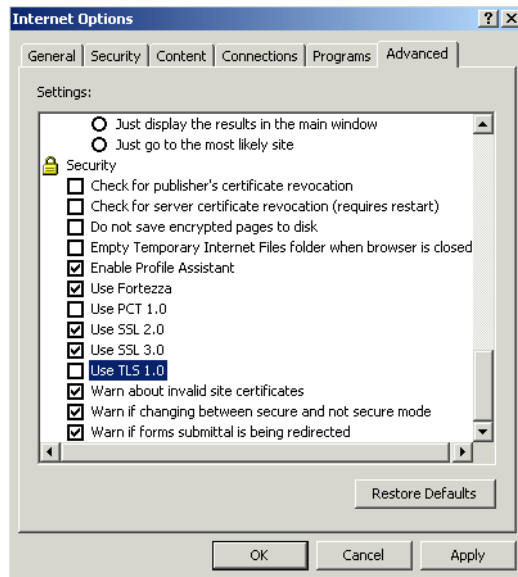 Internet Options
General Security Content Connections Programs Advanced
Settings:
Just display the results in the main window
Just go to the most likely site
Security
Check for publisher's certificate revocation
Check for server certificate revocation (requires restart)
Do not save encrypted pages to disk
Empty Temporary Internet Files folder when browser is closed
Enable Profile Assistant
Use Fortezza
Use PCT 1.0
Use SSL 2.0
Use SSL 3.0
Use TLS 1.0
Warn about invalid site certificates
Warn if changing between secure and not secure mode
Warn if forms submittal is being redirected
Restore Defaults
OK Cancel Apply